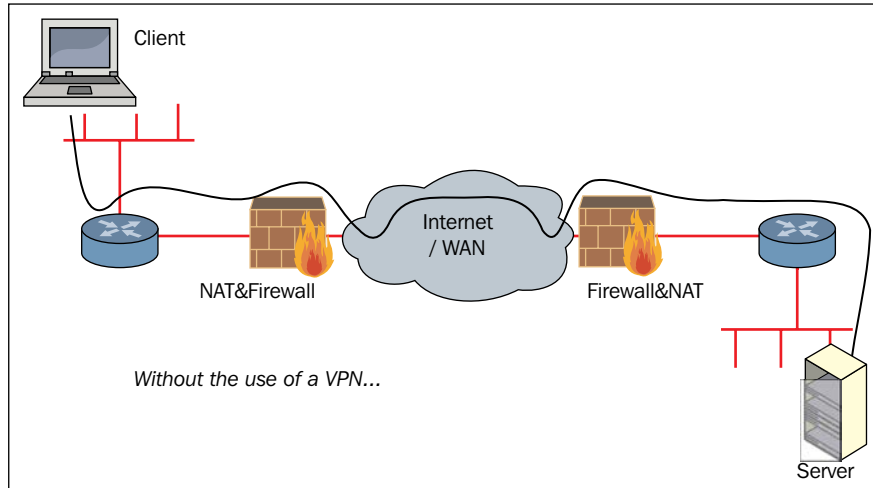 Client
Internet
/ WAN
NAT&Firewall
Firewall&NAT
Without the use of a VPN...
Server